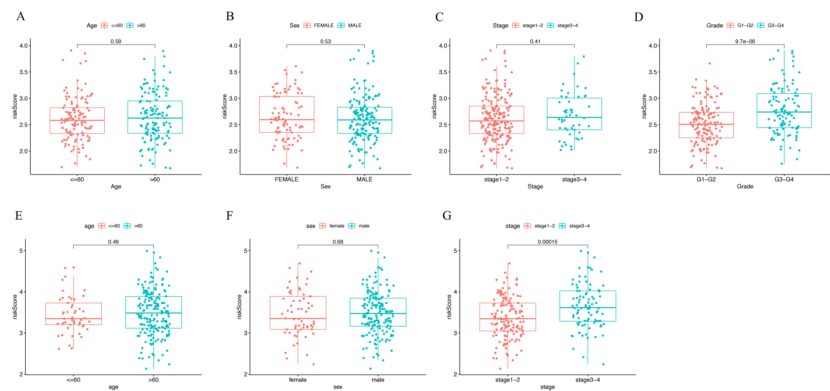 A
Age <=60 >60
0.59
4.0
3.5
3.0
2.5
2.0
riskScore
<=60 >60
Age
B
Sex FEMALE MALE
0.53
4.0
3.5
3.0
2.5
2.0
riskScore
FEMALE MALE
Sex
C
Stage stage1-2 stage3-4
0.41
4.0
3.5
3.0
2.5
2.0
riskScore
stage1-2 stage3-4
Stage
D
Grade G1-G2 G3-G4
9.7e-06
4.0
3.5
3.0
2.5
2.0
riskScore
G1-G2 G3-G4
Grade
E
age <=60 >60
0.49
5
4
3
2
riskScore
<=60 >60
age
F
sex female male
0.68
5
4
3
2
riskScore
female male
sex
G
stage stage1-2 stage3-4
0.00015
5
4
3
2
riskScore
stage1-2 stage3-4
stage